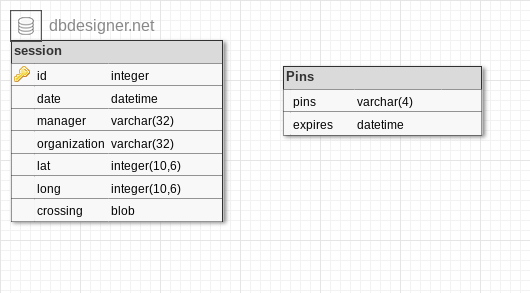 dbdesigner.net
session
id integer
date datetime
manager varchar(32)
organization varchar(32)
lat integer(10,6)
long integer(10,6)
crossing blob
Pins
pins varchar(4)
expires datetime